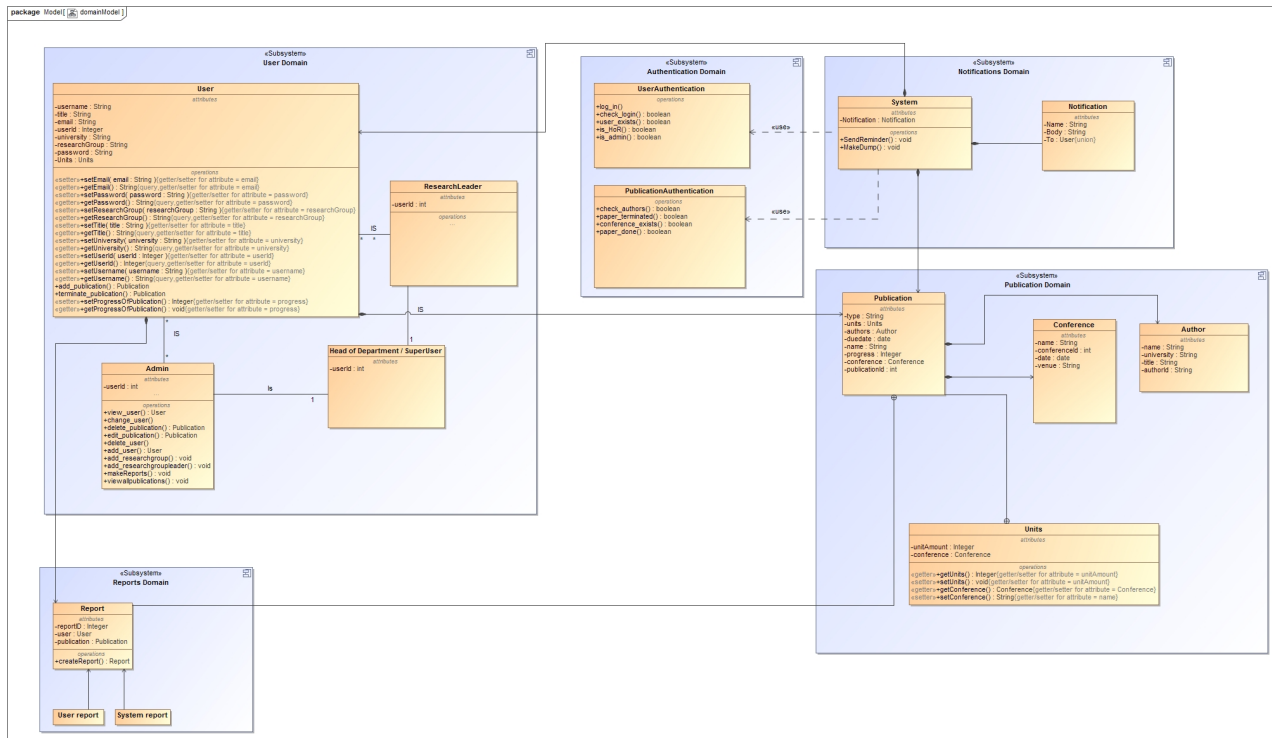 package Model[ domainModel ]
«Subsystem»
User Domain
User
attributes
-username : String
-title : String
-email : String
-userId : Integer
-university : String
-researchGroup : String
-password : String
-Units : Units
operations
«setter»+setEmail( email : String ){getter/setter for attribute = email}
«getter»+getEmail() : String{query,getter/setter for attribute = email}
«setter»+setPassword( password : String ){getter/setter for attribute = password}
«getter»+getPassword() : String{query,getter/setter for attribute = password}
«setter»+setResearchGroup( researchGroup : String ){getter/setter for attribute = researchGroup}
«getter»+getResearchGroup() : String{query,getter/setter for attribute = researchGroup}
«setter»+setTitle( title : String ){getter/setter for attribute = title}
«getter»+getTitle() : String{query,getter/setter for attribute = title}
«setter»+setUniversity( university : String ){getter/setter for attribute = university}
«getter»+getUniversity() : String{query,getter/setter for attribute = university}
«setter»+setUserId( userId : Integer ){getter/setter for attribute = userId}
«getter»+getUserId() : Integer{query,getter/setter for attribute = userId}
«setter»+setUsername( username : String ){getter/setter for attribute = username}
«getter»+getUsername() : String{query,getter/setter for attribute = username}
+add_publication() : Publication
+terminate_publication() : Publication
«setter»+setProgressOfPublication() : Integer{getter/setter for attribute = progress}
«getter»+getProgressOfPublication() : void{getter/setter for attribute = progress}
ResearchLeader
attributes
-userId : int
operations
...
IS
* *
1
IS
*
IS
*
Admin
attributes
-userId : int
...
operations
+view_user() : User
+change_user()
+delete_publication() : Publication
+edit_publication() : Publication
+delete_user()
+add_user() : User
+add_researchgroup() : void
+add_researchgroupleader() : void
+makeReports() : void
+viewallpublications() : void
Is
1
Head of Department / SuperUser
attributes
-userId : int
«Subsystem»
Authentication Domain
UserAuthentication
operations
+log_in()
+check_login() : boolean
+user_exists() : boolean
+is_HoR() : boolean
+is_admin() : boolean
«use»
PublicationAuthentication
operations
+check_authors() : boolean
+paper_terminated() : boolean
+conference_exists() : boolean
+paper_done() : boolean
«use»
«Subsystem»
Notifications Domain
System
attributes
-Notification : Notification
operations
+SendReminder() : void
+MakeDump() : void
Notification
attributes
-Name : String
-Body : String
-To : User{union}
«Subsystem»
Publication Domain
Publication
attributes
-type : String
-units : Units
-authors : Author
-duedate : date
-name : String
-progress : Integer
-conference : Conference
-publicationId : int
Conference
attributes
-name : String
-conferenceId : int
-date : date
-venue : String
Author
attributes
-name : String
-university : String
-title : String
-authorId : String
Units
attributes
-unitAmount : Integer
-conference : Conference
operations
«getter»+getUnits() : Integer{getter/setter for attribute = unitAmount}
«setter»+setUnits() : void{getter/setter for attribute = unitAmount}
«getter»+getConference() : Conference{getter/setter for attribute = Conference}
«setter»+setConference() : String{getter/setter for attribute = name}
«Subsystem»
Reports Domain
Report
attributes
-reportID : Integer
-user : User
-publication : Publication
operations
+createReport() : Report
User report
System report